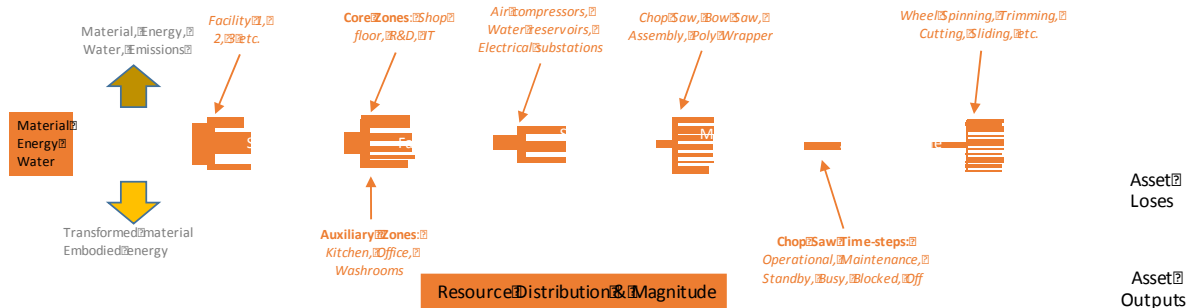 Material, Energy,
Water, Emissions
Facility 1,
2, 3 etc.
Core Zones: Shop
floor, R&D, IT
Air compressors,
Water reservoirs,
Electrical substations
Chop Saw, Bow Saw,
Assembly, Poly Wrapper
Wheel Spinning, Trimming,
Cutting, Sliding, etc.
Material
Energy
Water
Transformed material
Embodied energy
Auxiliary Zones:
Kitchen, Office,
Washrooms
Chop Saw Time-steps:
Operational, Maintenance,
Standby, Busy, Blocked, Off
Asset
Loses
Asset
Outputs
Resource Distribution & Magnitude